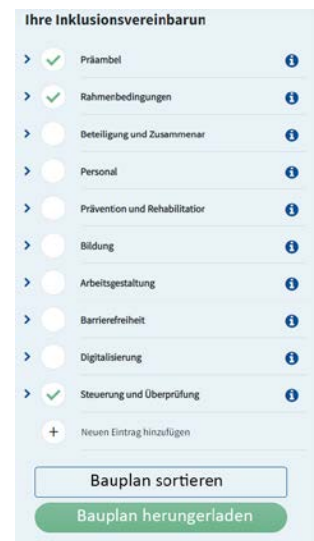 Ihre Inklusionsvereinbarun
Präambel
Rahmenbedingungen
Beteiligung und Zusammenar
Personal
Prävention und Rehabilitatior
Bildung
Arbeitsgestaltung
Barrierefreiheit
Digitalisierung
Steuerung und Überprüfung
Neuen Eintrag hinzufügen
Bauplan sortieren
Bauplan herungerladen